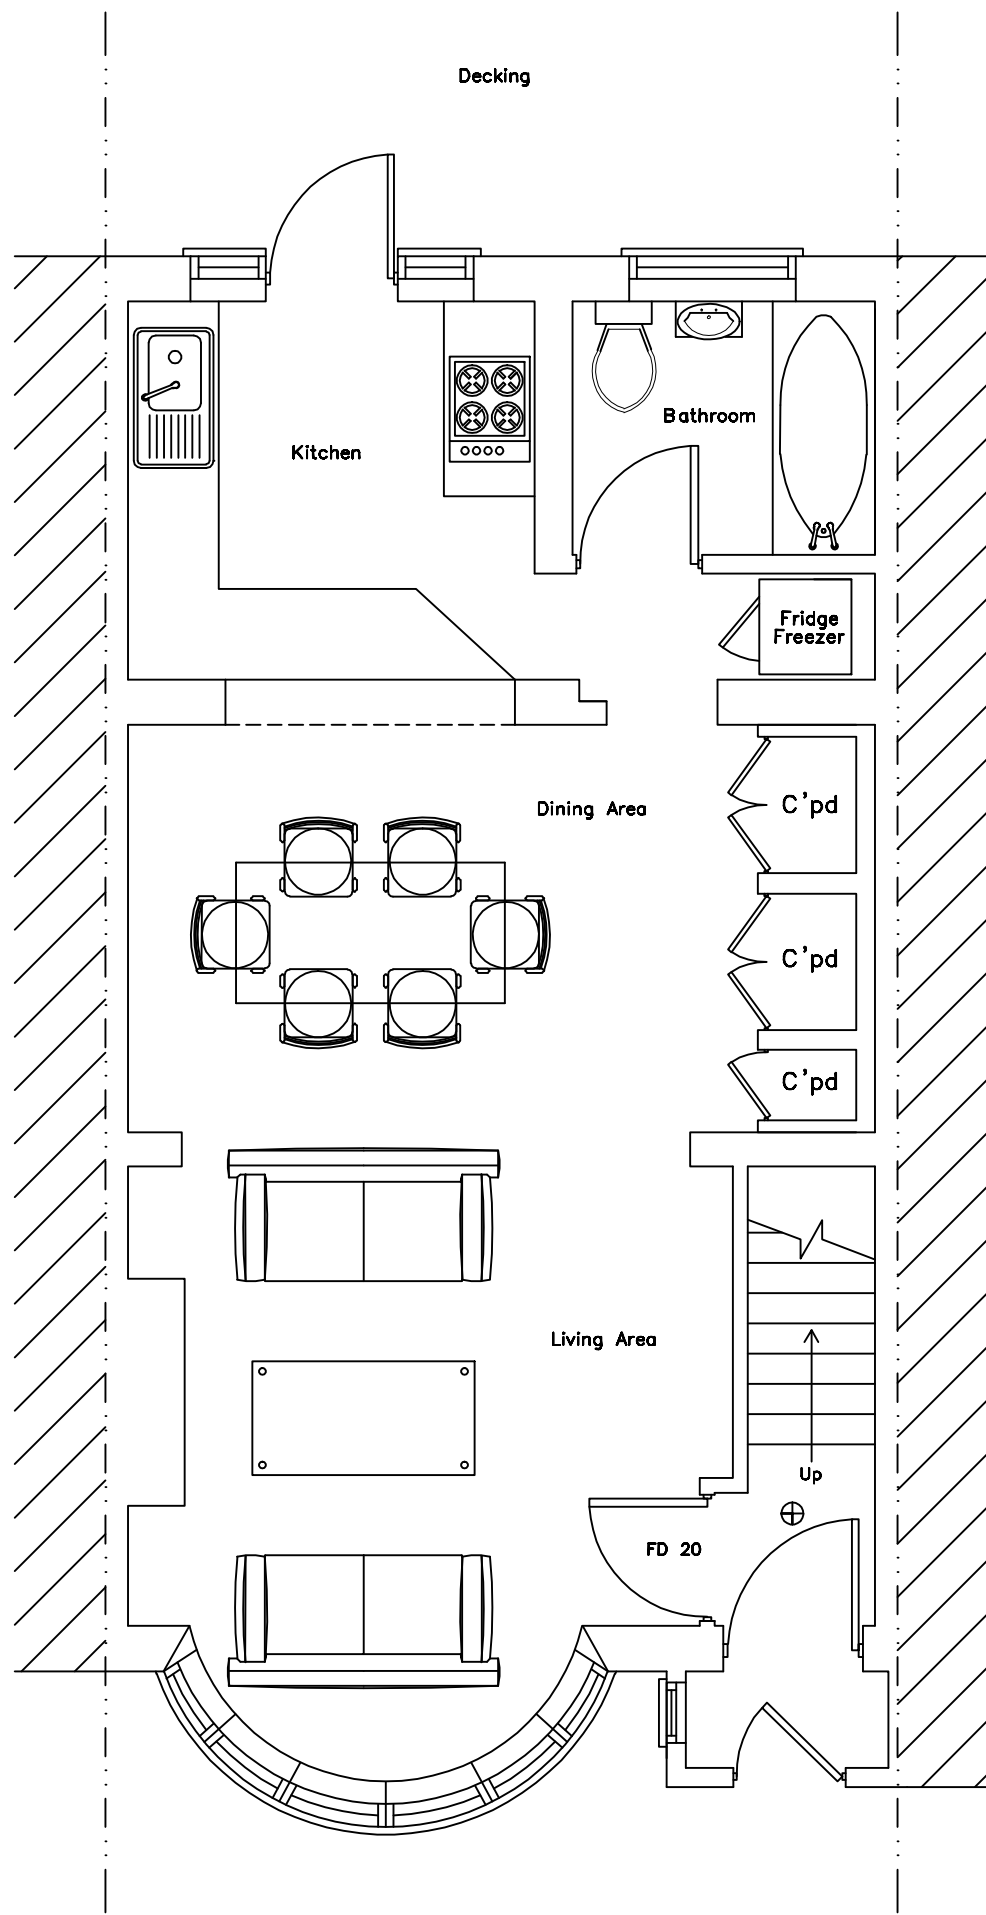 Decking
Bathroom
Kitchen
Fridge
Freezer
Dining Area
C'pd
C'pd
C'pd
Living Area
Up
FD 20